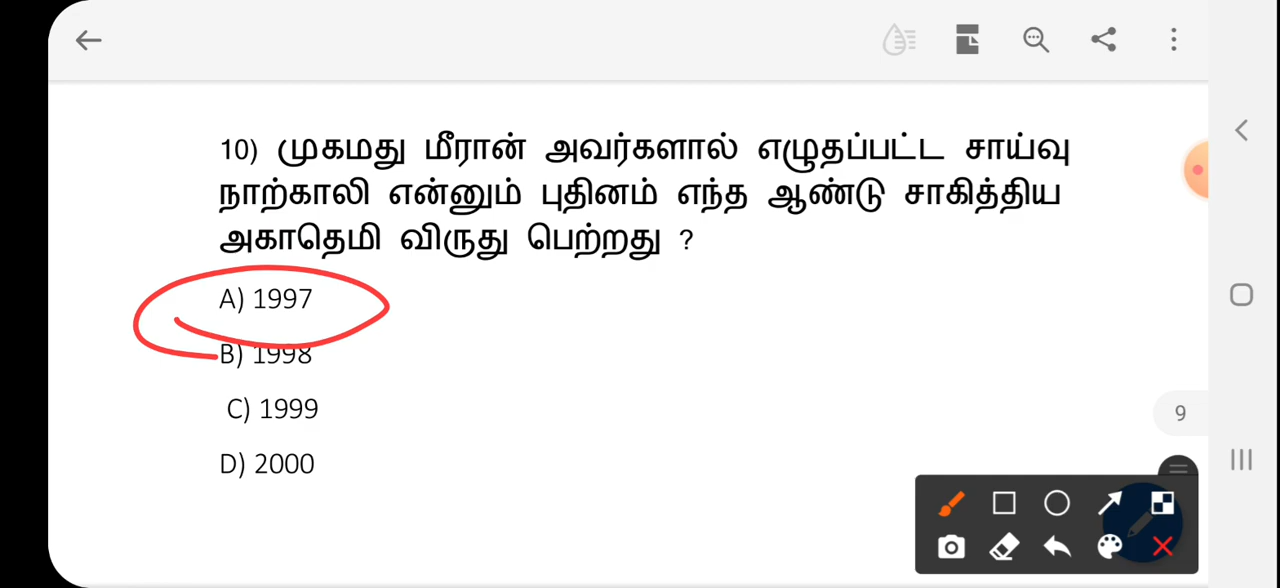 10) முகமது மீரான் அவர்களால் எழுதப்பட்ட சாய்வு
நாற்காலி என்னும் புதினம் எந்த ஆண்டு சாகித்திய
அகாதெமி விருது பெற்றது ?
A) 1997
B) 1998
C) 1999
D) 2000
9